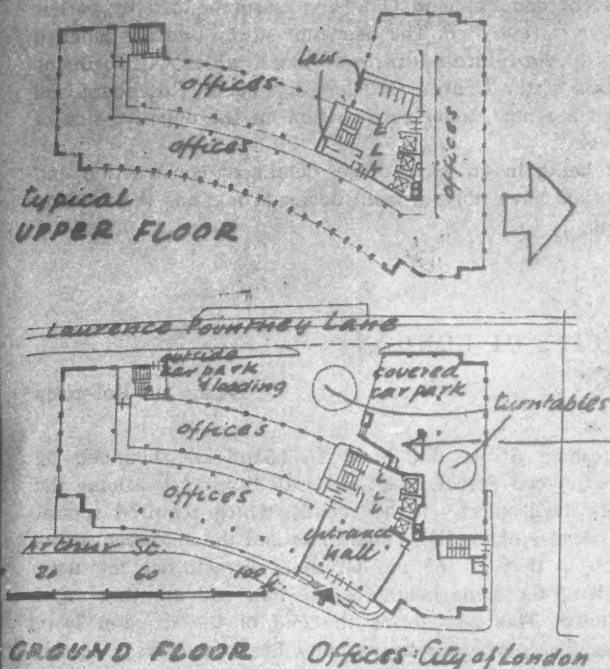 Lavs
offices
offices
offices
typical
UPPER FLOOR
Laurence Pountney Lane
outside
car park
& loading
covered
car park
turntables
offices
offices
entrance
hall
Arthur St.
20 60 100
GROUND FLOOR
Offices: City of London